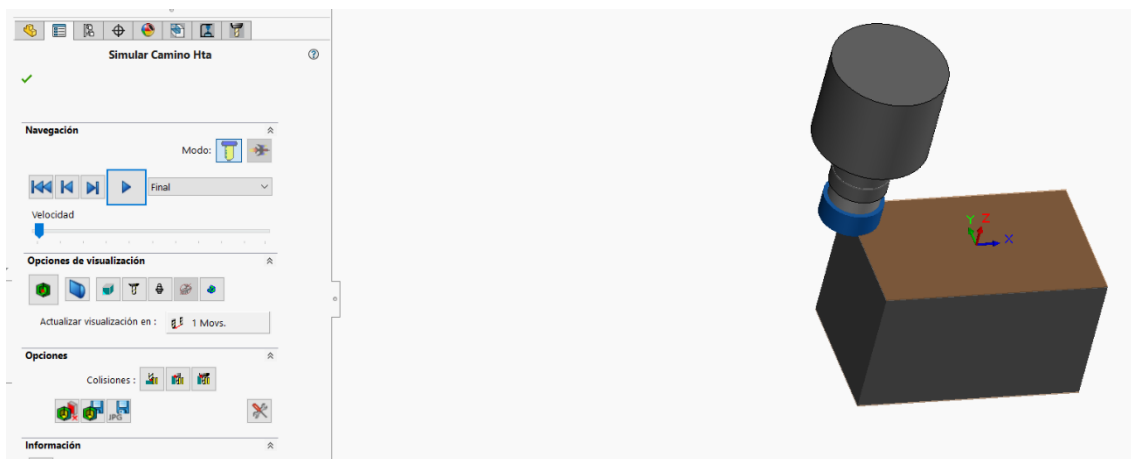 Simular Camino Hta
Navegación
Modo:
Final
Velocidad
Opciones de visualización
Actualizar visualización en :
1 Movs.
Opciones
Colisiones :
JPG
Información
Y Z
X